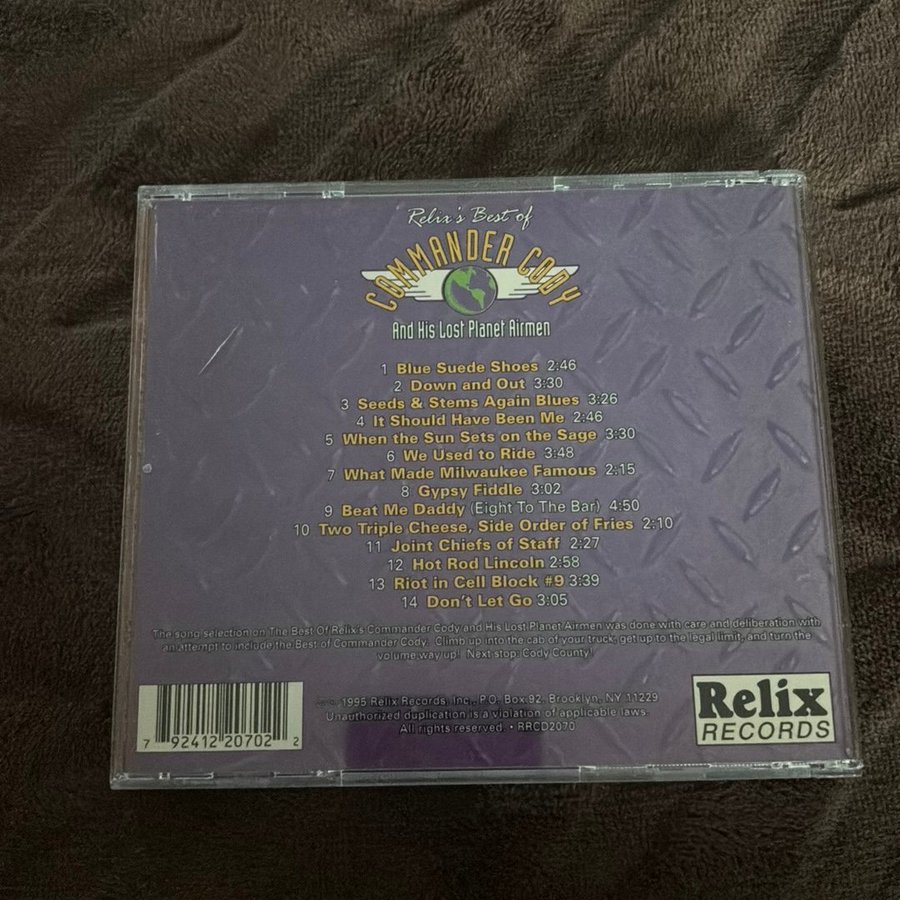 Relix's Best of
COMMANDER CODY
And His Lost Planet Airmen
1 Blue Suede Shoes 2:46
2 Down and Out 3:30
3 Seeds & Stems Again Blues 3:26
4 It Should Have Been Me 2:46
5 When the Sun Sets on the Sage 3:30
6 We Used to Ride 3:48
7 What Made Milwaukee Famous 2:15
8 Gypsy Fiddle 3:02
9 Beat Me Daddy (Eight To The Bar) 4:50
10 Two Triple Cheese, Side Order of Fries 2:10
11 Joint Chiefs of Staff 2:27
12 Hot Rod Lincoln 2:58
13 Riot in Cell Block #9 3:39
14 Don't Let Go 3:05
The song selection on The Best Of Relix's Commander Cody and His Lost Planet Airmen was done with care and deliberation with
an attempt to include the Best of Commander Cody. Climb up into the cab of your truck, get up to the legal limit, and turn the
volume way up! Next stop: Cody County!
1995 Relix Records, Inc., P.O. Box 92, Brooklyn, NY 11229
Unauthorized duplication is a violation of applicable laws.
All rights reserved. • RRCD2070
7 92412 20702 2
Relix
RECORDS